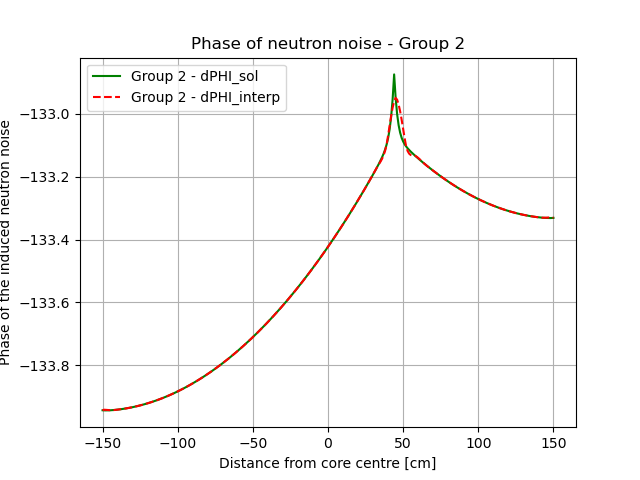 Phase of neutron noise - Group 2
Group 2 - dPHI_sol
Group 2 - dPHI_interp
Phase of the induced neutron noise
−133.0
−133.2
−133.4
−133.6
−133.8
−150
−100
−50
0
50
100
150
Distance from core centre [cm]